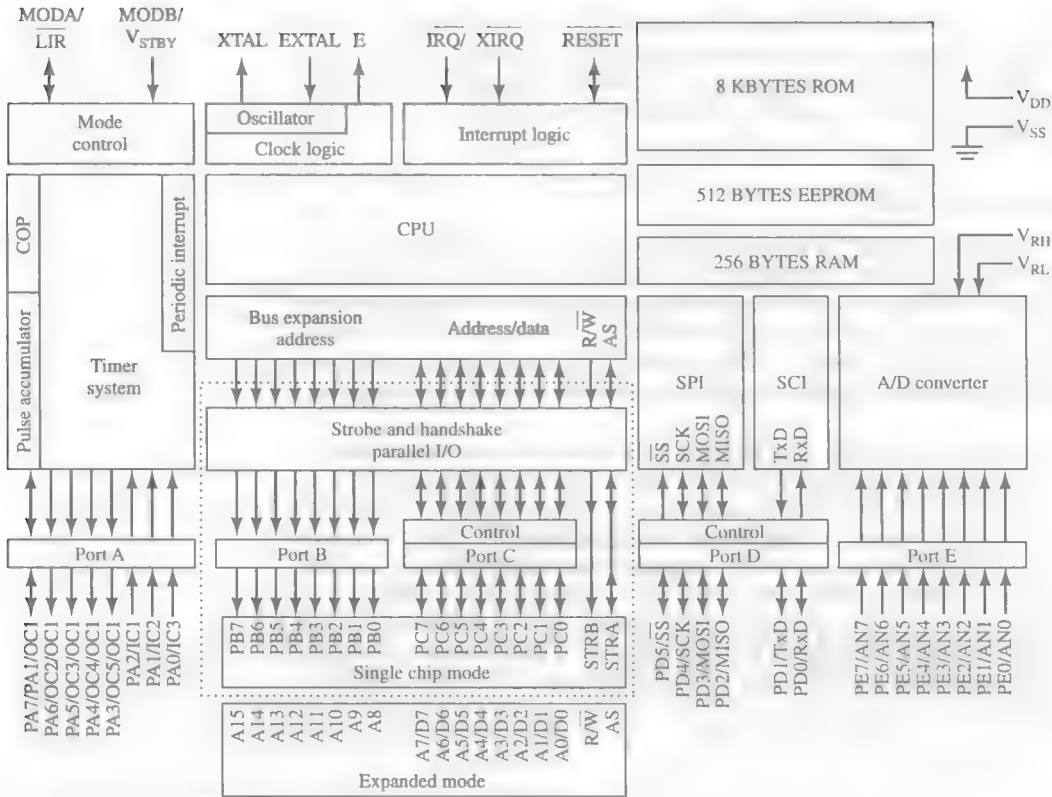 MODA/
LIR
MODB/
VSTBY
XTAL EXTAL E
IRQ/ XIRQ
RESET
8 KBYTES ROM
VDD
VSS
Mode
control
Oscillator
Clock logic
Interrupt logic
COP
Pulse accumulator
Timer
system
Periodic interrupt
CPU
512 BYTES EEPROM
256 BYTES RAM
VRH
VRL
Bus expansion
address
Address/data
R/W
AS
Strobe and handshake
parallel I/O
SPI
SS
SCK
MOSI
MISO
SCI
TxD
RxD
A/D converter
Port A
Port B
Control
Port C
Control
Port D
Port E
PA7/PA1/OC1
PA6/OC2/OC1
PA5/OC3/OC1
PA4/OC4/OC1
PA3/OC5/OC1
PA2/IC1
PA1/IC2
PA0/IC3
PB7
PB6
PB5
PB4
PB3
PB2
PB1
PB0
PC7
PC6
PC5
PC4
PC3
PC2
PC1
PC0
STRB
STRA
Single chip mode
PD5/SS
PD4/SCK
PD3/MOSI
PD2/MISO
PD1/TxD
PD0/RxD
PE7/AN7
PE6/AN6
PE5/AN5
PE4/AN4
PE3/AN3
PE2/AN2
PE1/AN1
PE0/AN0
A15
A14
A13
A12
A11
A10
A9
A8
A7/D7
A6/D6
A5/D5
A4/D4
A3/D3
A2/D2
A1/D1
A0/D0
R/W
AS
Expanded mode